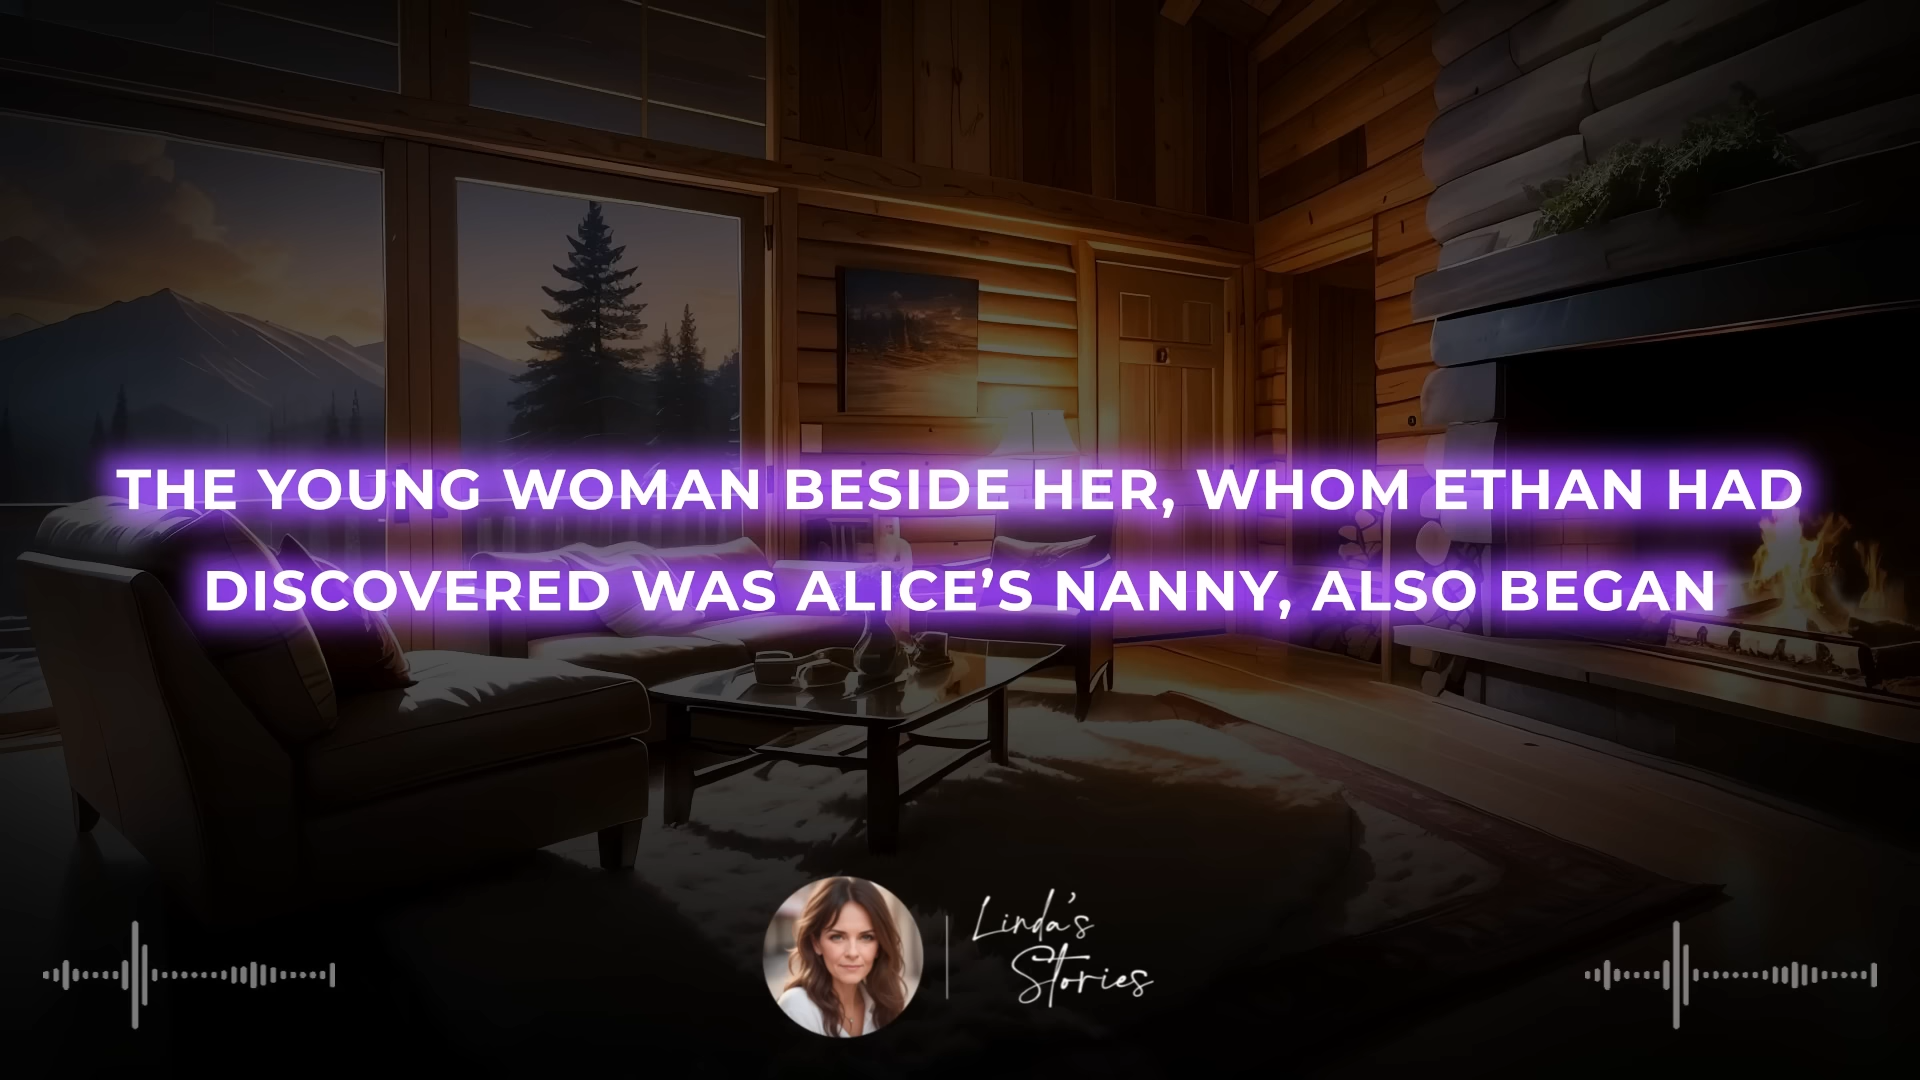 THE YOUNG WOMAN BESIDE HER, WHOM ETHAN HAD
DISCOVERED WAS ALICE’S NANNY, ALSO BEGAN
Linda's
Stories